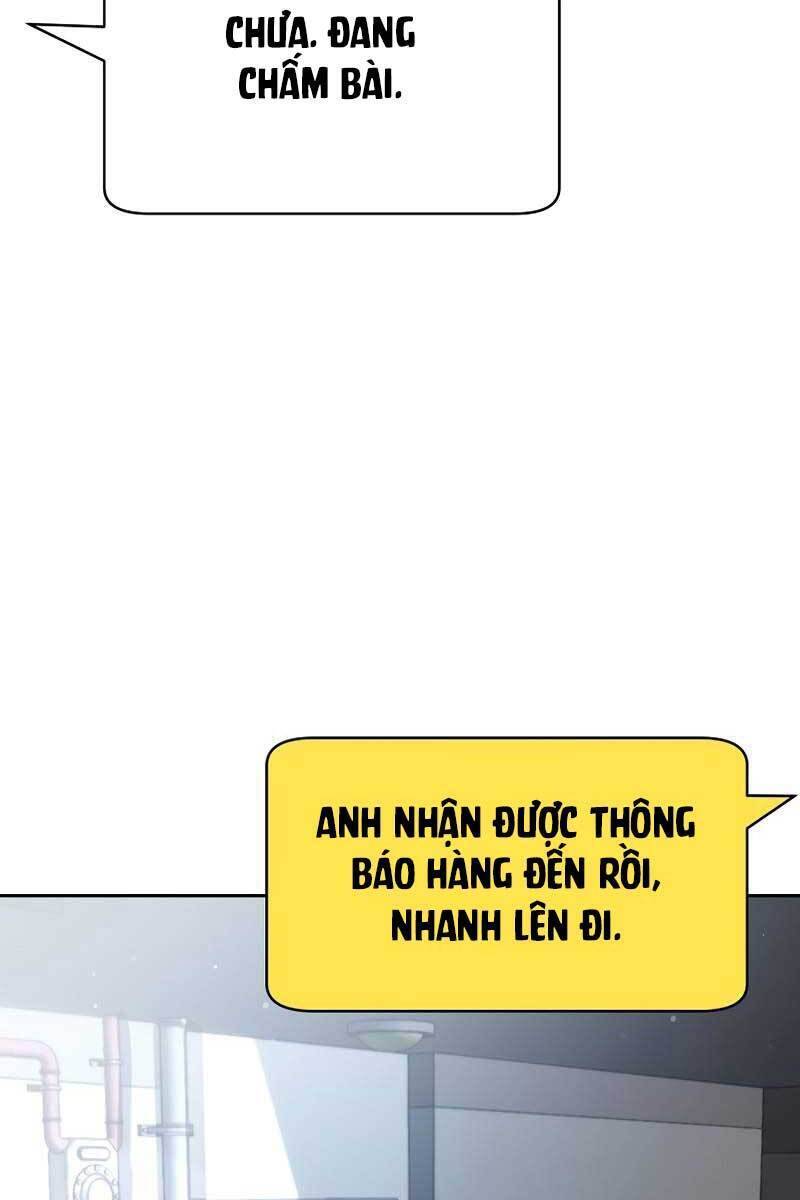 CHƯA. ĐANG
CHẤM BÀI.
ANH NHẬN ĐƯỢC THÔNG
BÁO HÀNG ĐẾN RỒI,
NHANH LÊN ĐI.